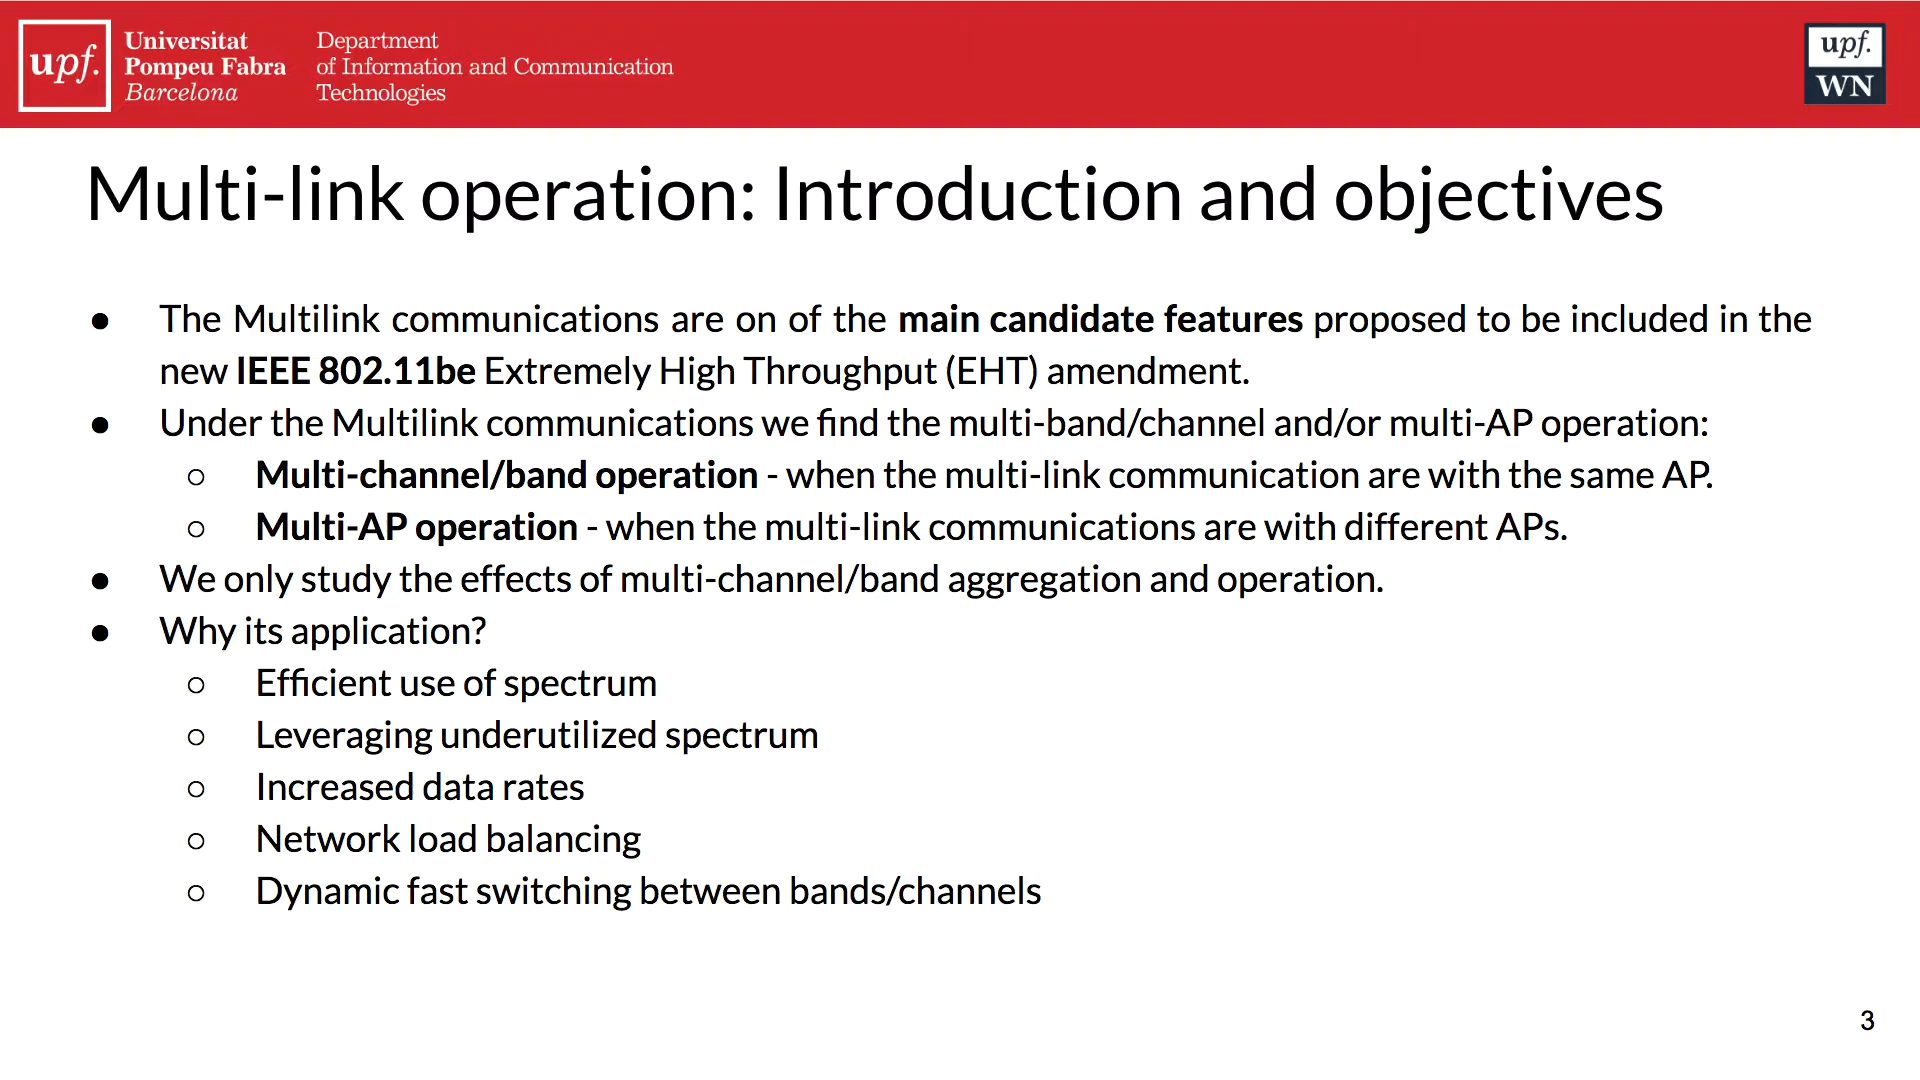 upf.
Universitat
Pompeu Fabra
Barcelona
Department
of Information and Communication
Technologies
upf.
WN
Multi-link operation: Introduction and objectives
● The Multilink communications are on of the main candidate features proposed to be included in the
new IEEE 802.11be Extremely High Throughput (EHT) amendment.
● Under the Multilink communications we find the multi-band/channel and/or multi-AP operation:
○ Multi-channel/band operation - when the multi-link communication are with the same AP.
○ Multi-AP operation - when the multi-link communications are with different APs.
● We only study the effects of multi-channel/band aggregation and operation.
● Why its application?
○ Efficient use of spectrum
○ Leveraging underutilized spectrum
○ Increased data rates
○ Network load balancing
○ Dynamic fast switching between bands/channels
3